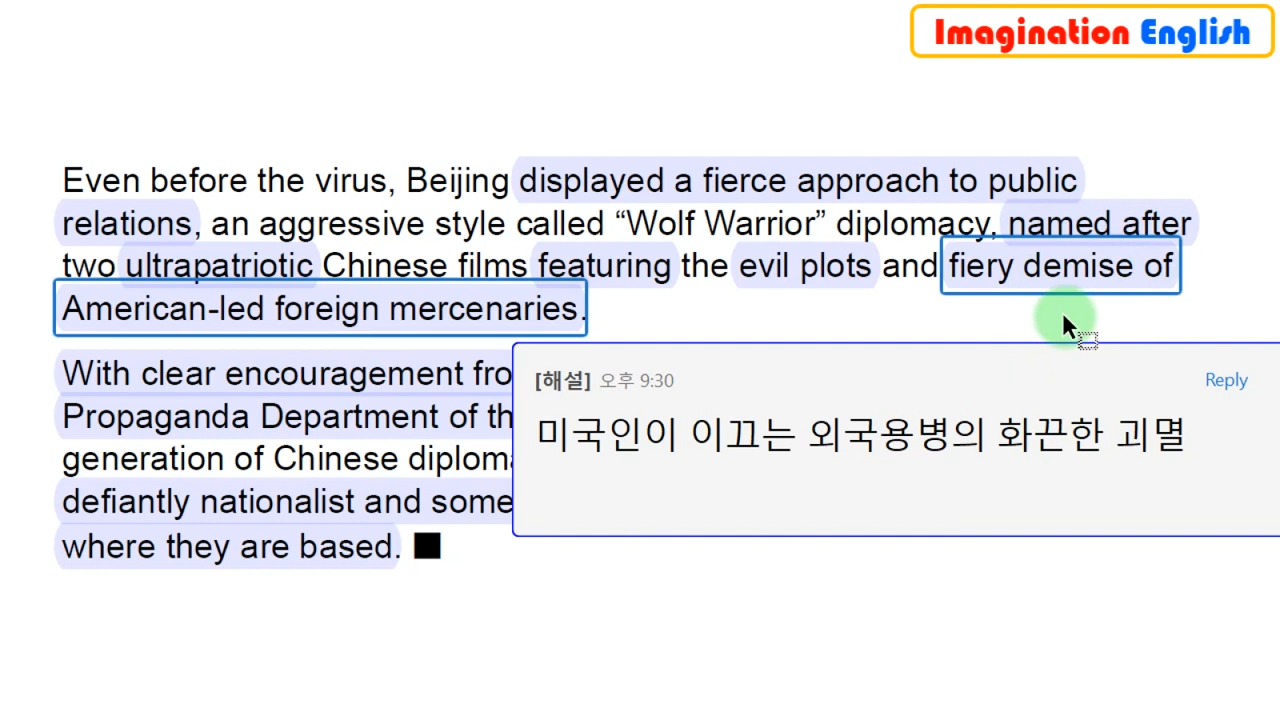 Imagination English
Even before the virus, Beijing displayed a fierce approach to public
relations, an aggressive style called “Wolf Warrior” diplomacy, named after
two ultrapatriotic Chinese films featuring the evil plots and fiery demise of
American-led foreign mercenaries.
With clear encouragement
Propaganda Department of
generation of Chinese
defiantly nationalist and some
where they are based. ■
[해설] 오후 9:30 Reply
미국인이 이끄는 외국용병의 화끈한 괴멸